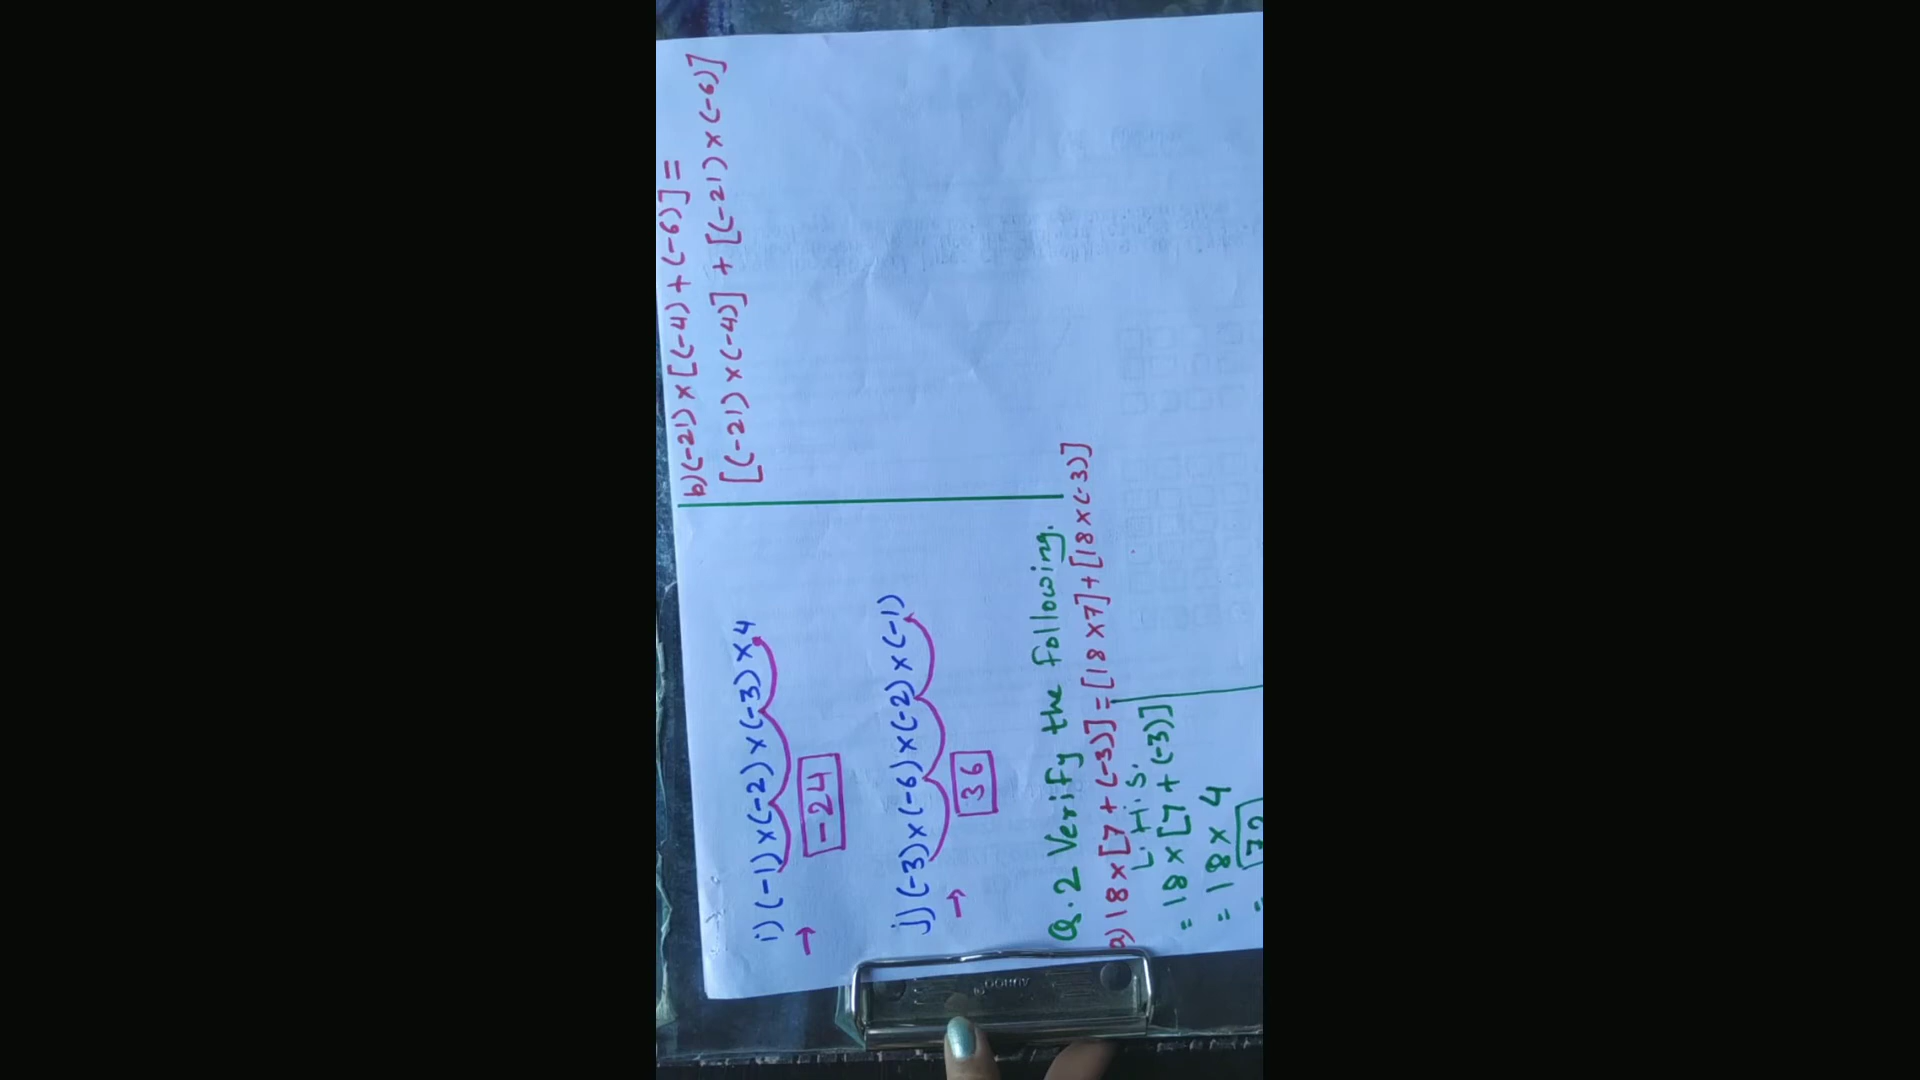 i) (-1) x (-2) x (-3) x 4
→ -24
j) (-3) x (-6) x (-2) x (-1)
→ 36
Q.2 Verify the following.
a) 18 x [7 + (-3)] = [18 x 7] + [18 x (-3)]
L.H.S.
= 18 x [7 + (-3)]
= 18 x 4
=
b) (-21) x [(-4) + (-6)] =
[(-21) x (-4)] + [(-21) x (-6)]